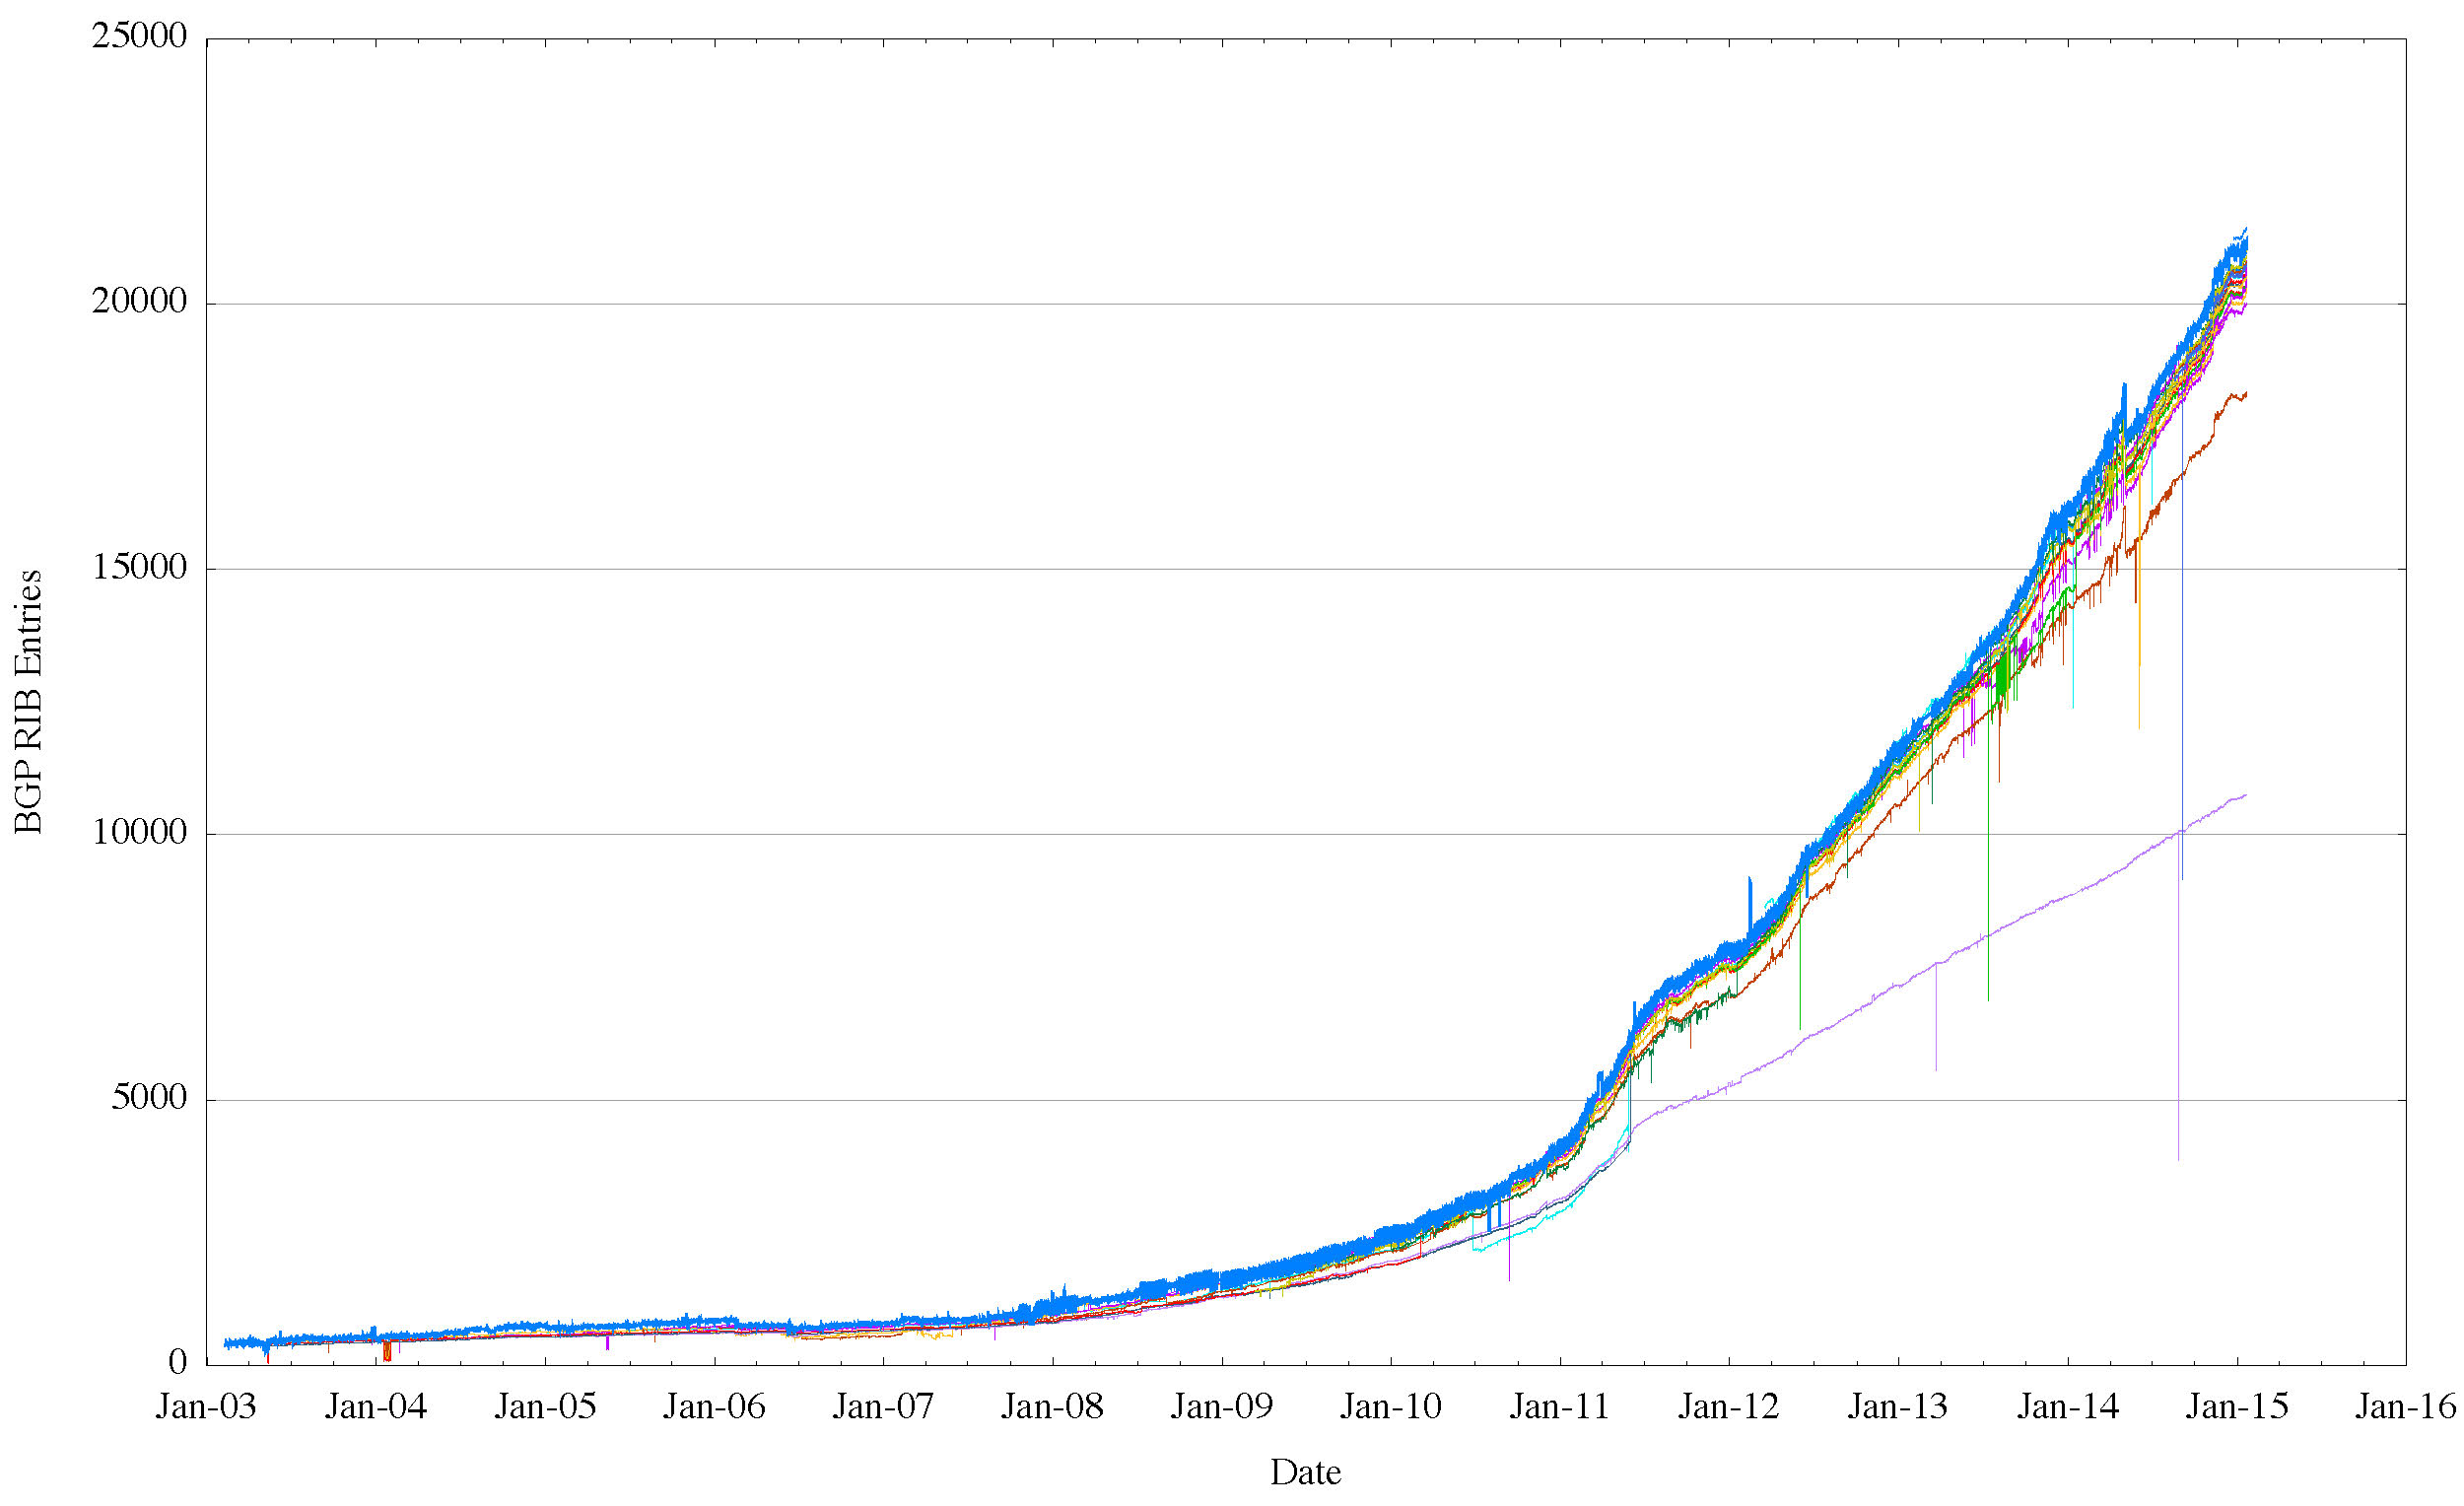 25000
20000
15000
10000
5000
0
BGP RIB Entries
Jan-03 Jan-04 Jan-05 Jan-06 Jan-07 Jan-08 Jan-09 Jan-10 Jan-11 Jan-12 Jan-13 Jan-14 Jan-15 Jan-16
Date